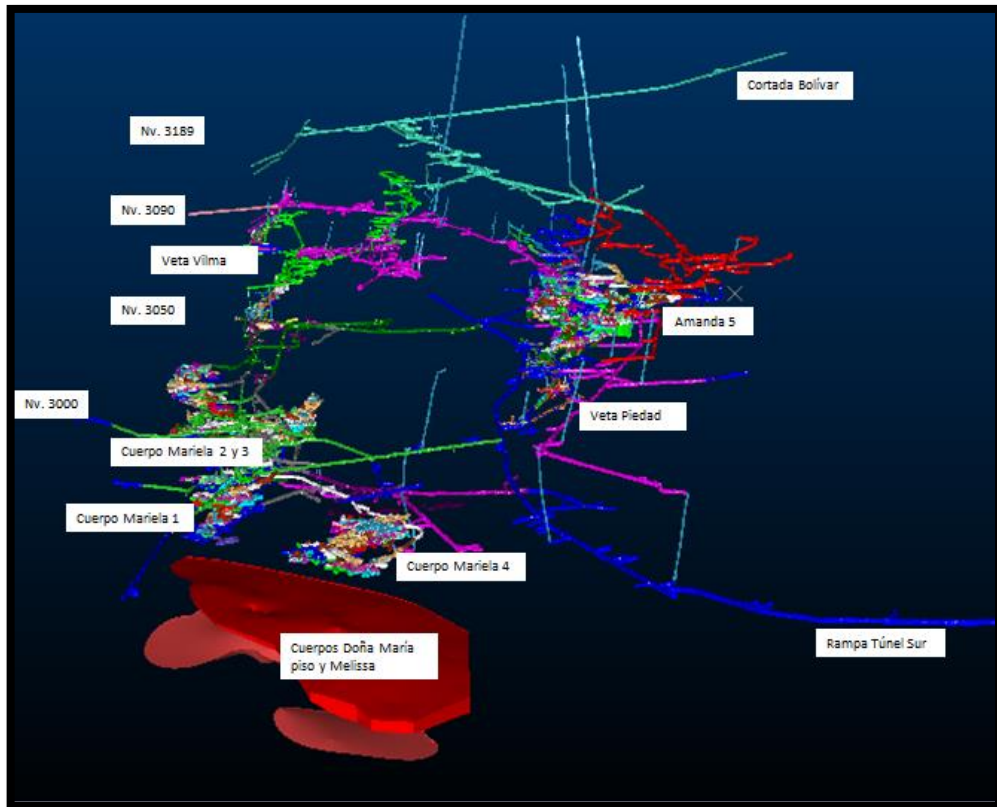 Cortada Bolívar
Nv. 3189
Nv. 3090
Veta Vilma
Nv. 3050
Amanda 5
Nv. 3000
Veta Piedad
Cuerpo Mariela 2 y 3
Cuerpo Mariela 1
Cuerpo Mariela 4
Cuerpos Doña María
piso y Melissa
Rampa Túnel Sur